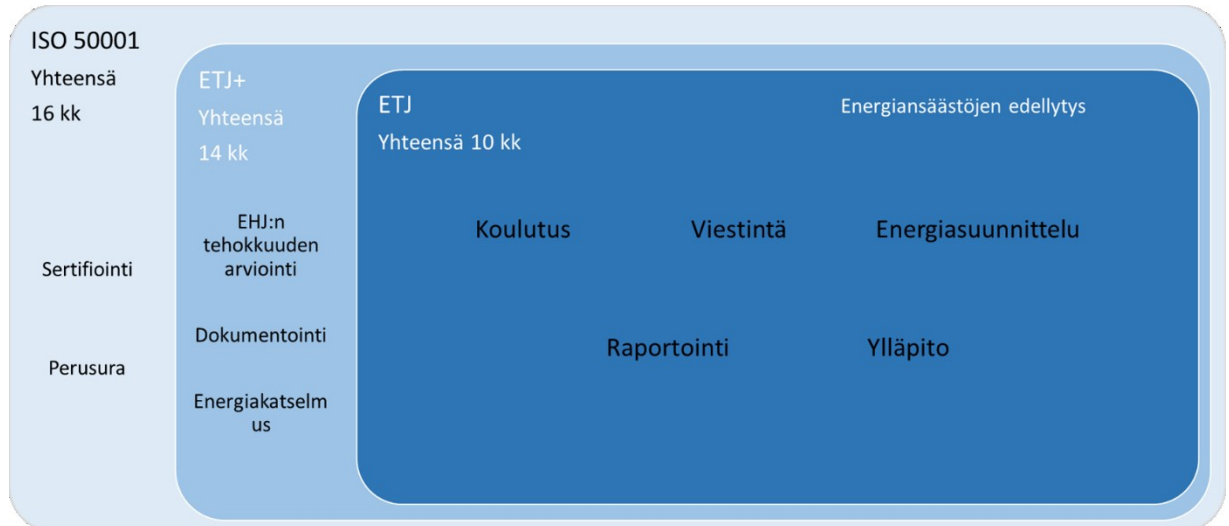 ISO 50001
Yhteensä
16 kk
Sertifiointi
Perusura
ETJ+
Yhteensä
14 kk
EHJ:n
tehokkuuden
arviointi
Dokumentointi
Energiakatselm
us
ETJ
Yhteensä 10 kk
Energiansäästöjen edellytys
Koulutus
Viestintä
Energiasuunnittelu
Raportointi
Ylläpito